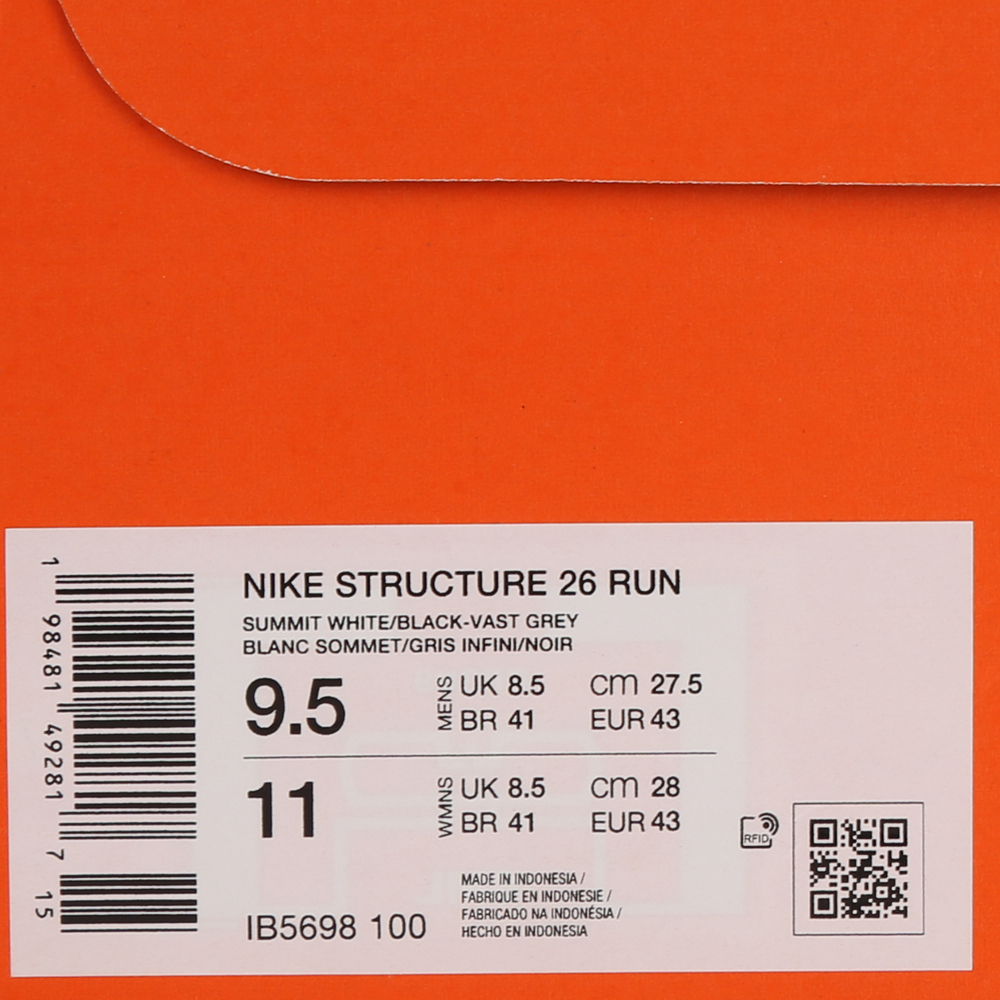 NIKE STRUCTURE 26 RUN
SUMMIT WHITE/BLACK-VAST GREY
BLANC SOMMET/GRIS INFINI/NOIR
9.5
MENS
UK 8.5 CM 27.5
BR 41 EUR 43
11
WMNS
UK 8.5 CM 28
BR 41 EUR 43
IB5698 100
MADE IN INDONESIA /
FABRIQUE EN INDONESIE /
FABRICADO NA INDONÉSIA /
HECHO EN INDONESIA
RFID
1 98481 49281 7 15